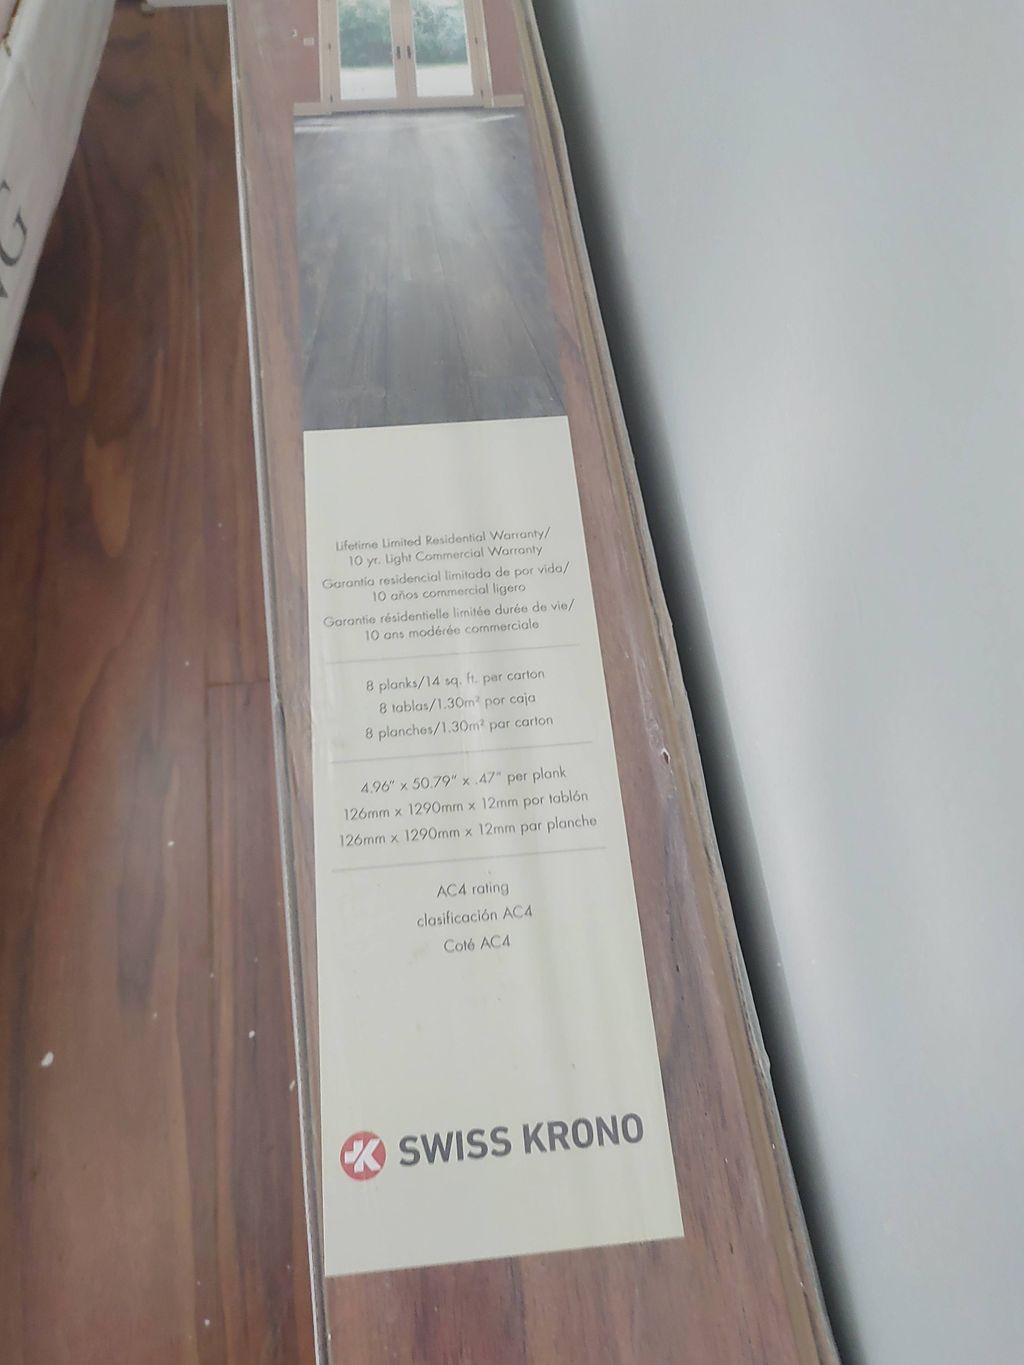 G
Lifetime Limited Residential Warranty/
10 yr. Light Commercial Warranty
Garantía residencial limitada de por vida/
10 años commercial ligero
Garantie résidentielle limitée durée de vie/
10 ans modérée commerciale
8 planks/14 sq. ft. per carton
8 tablas/1.30m² por caja
8 planches/1.30m² par carton
4.96" x 50.79" x .47" per plank
126mm x 1290mm x 12mm por tablón
126mm x 1290mm x 12mm par planche
AC4 rating
clasificación AC4
Coté AC4
SWISS KRONO